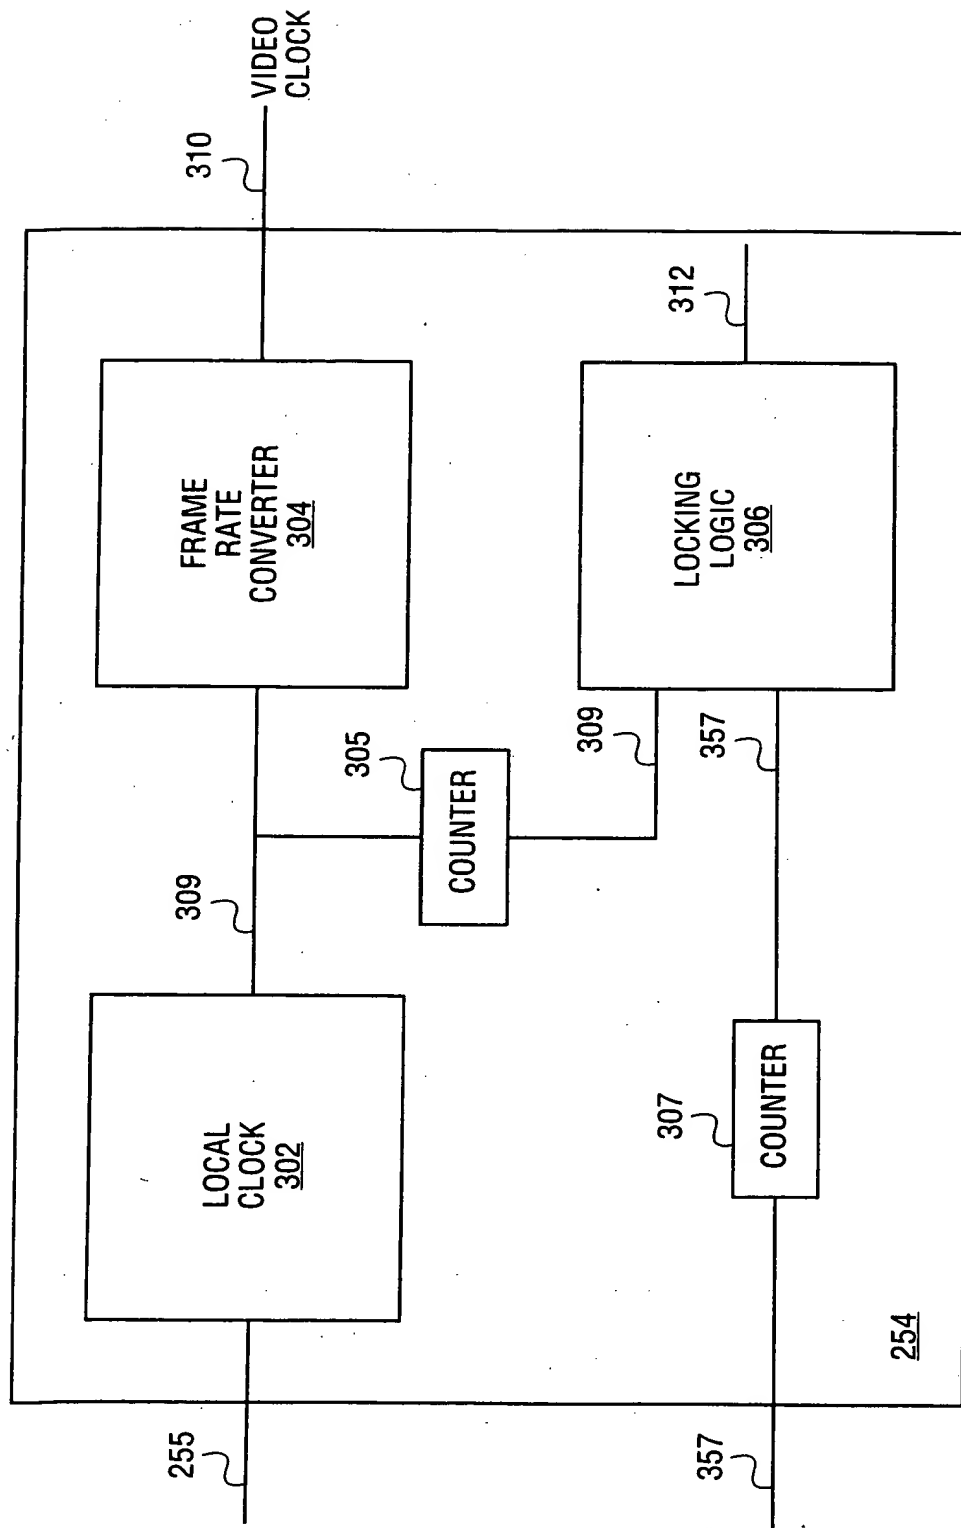 310
VIDEO
CLOCK
FRAME
RATE
CONVERTER
304
312
LOCKING
LOGIC
306
305
COUNTER
309
357
309
LOCAL
CLOCK
302
307
COUNTER
255
357
254